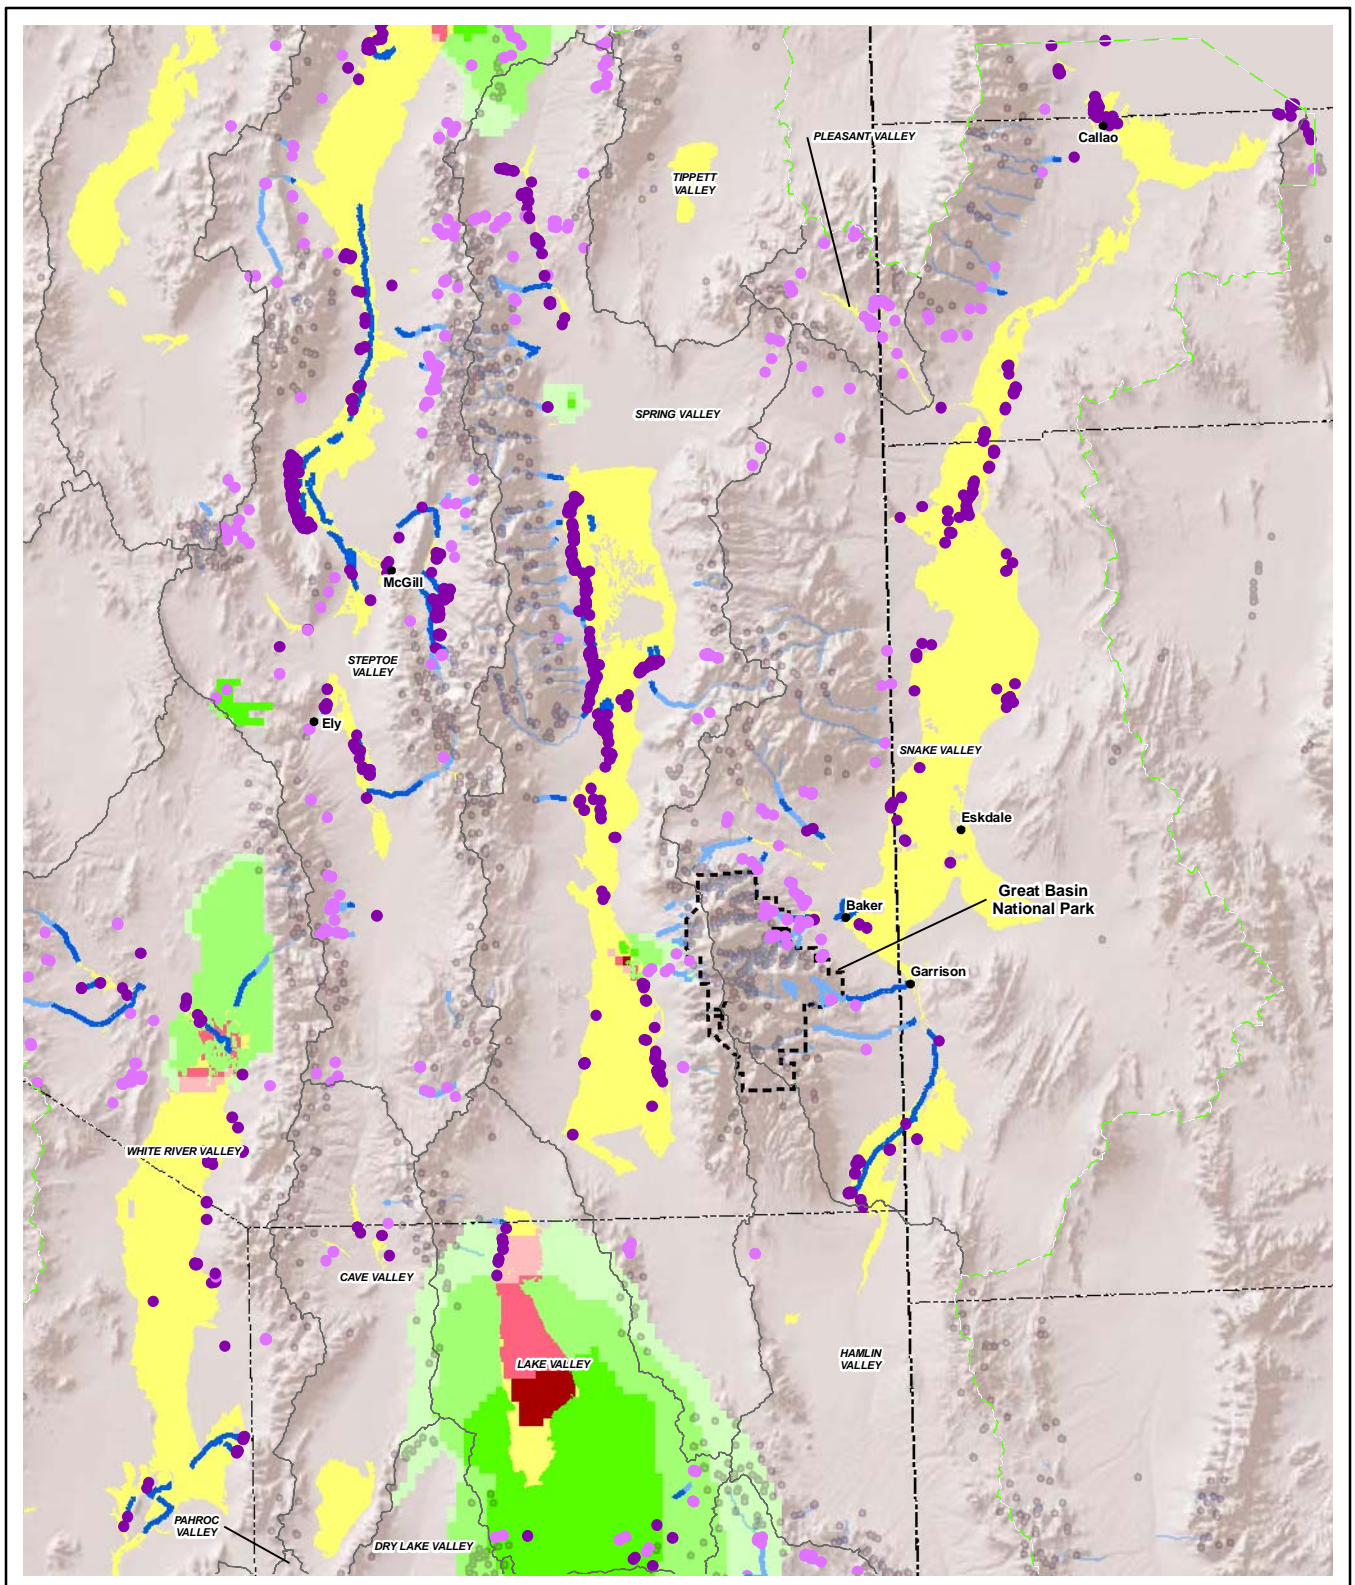 PLEASANT VALLEY
Callao
TIPPETT
VALLEY
SPRING VALLEY
McGill
STEPTOE
VALLEY
Ely
SNAKE VALLEY
Eskdale
Great Basin
National Park
Baker
Garrison
WHITE RIVER VALLEY
CAVE VALLEY
LAKE VALLEY
HAMLIN
VALLEY
PAHROC
VALLEY
DRY LAKE VALLEY